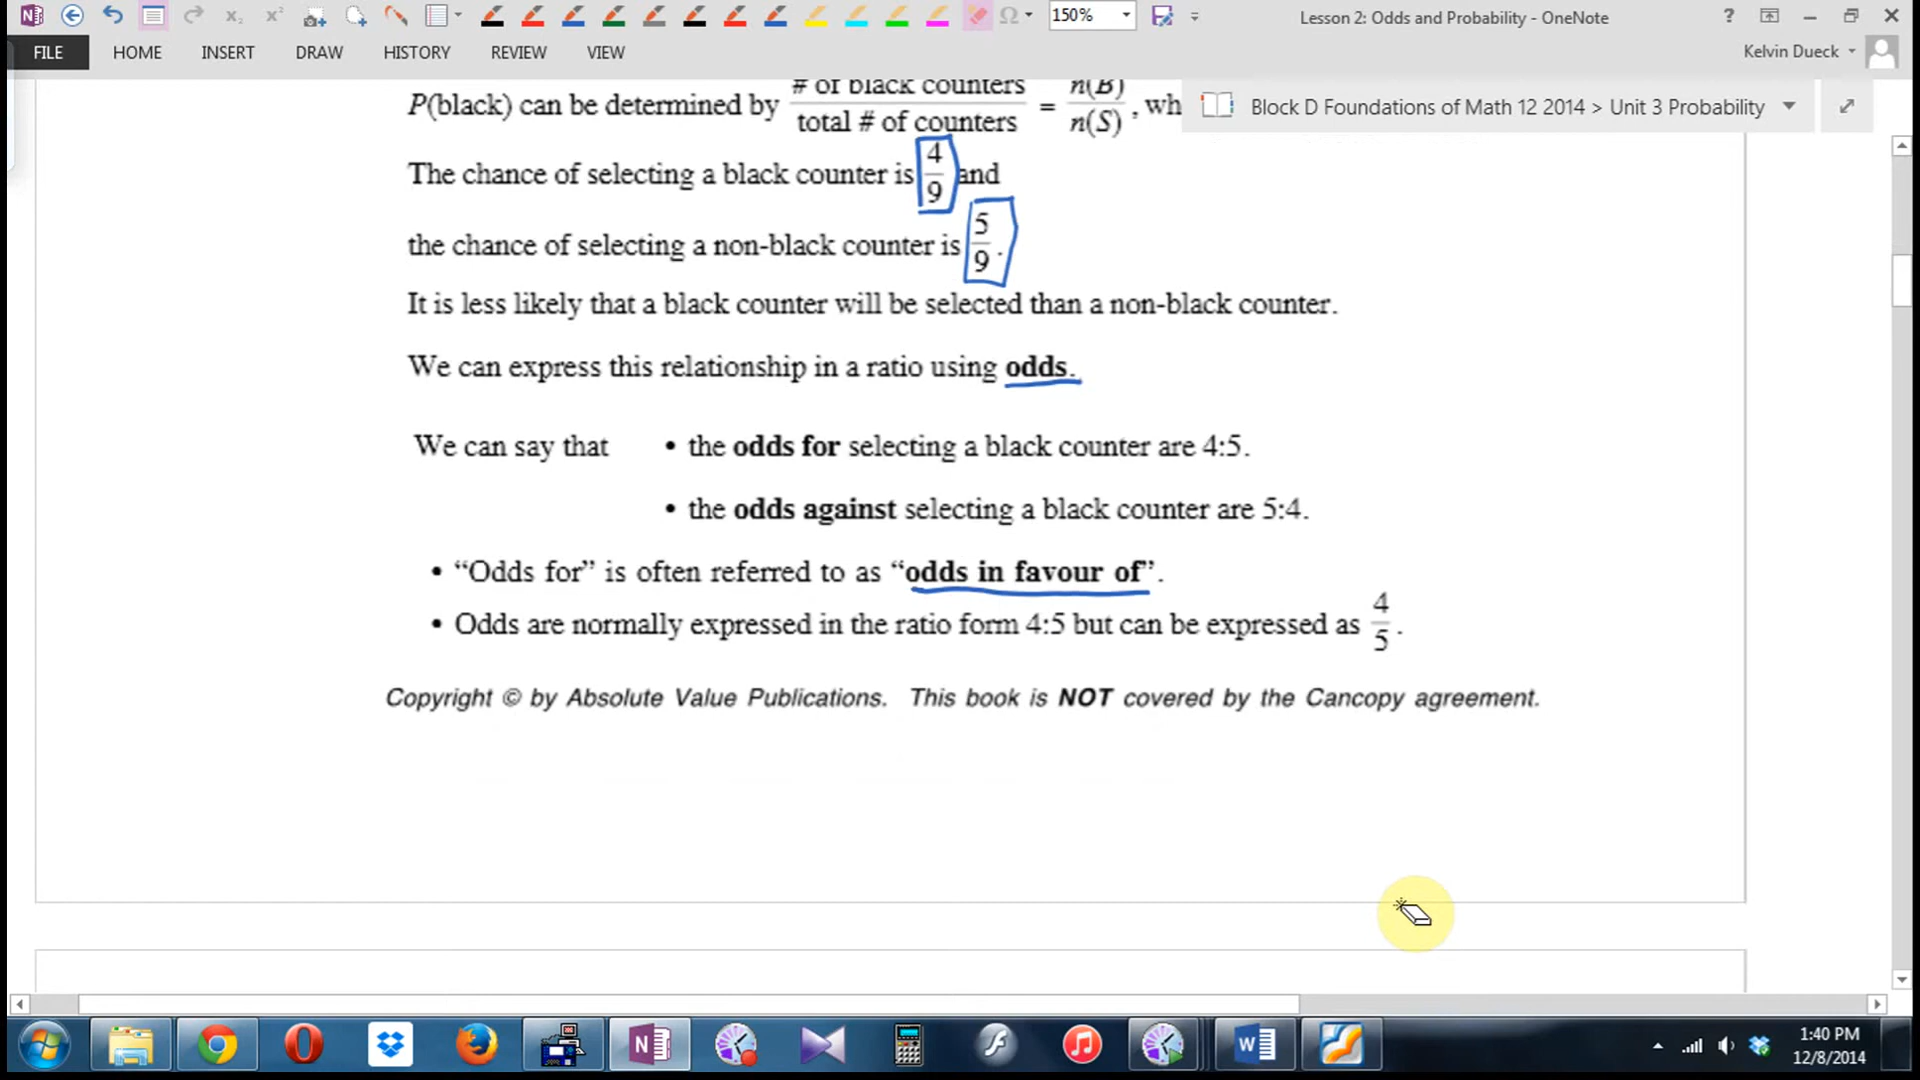 150%
Lesson 2: Odds and Probability - OneNote
FILE HOME INSERT DRAW HISTORY REVIEW VIEW
Kelvin Dueck
Block D Foundations of Math 12 2014 > Unit 3 Probability
P(black) can be determined by # of black counters / total # of counters = n(B) / n(S) , wh
The chance of selecting a black counter is 4/9 and
the chance of selecting a non-black counter is 5/9 .
It is less likely that a black counter will be selected than a non-black counter.
We can express this relationship in a ratio using odds.
We can say that • the odds for selecting a black counter are 4:5.
• the odds against selecting a black counter are 5:4.
• “Odds for” is often referred to as “odds in favour of”.
• Odds are normally expressed in the ratio form 4:5 but can be expressed as 4/5 .
Copyright © by Absolute Value Publications. This book is NOT covered by the Cancopy agreement.
1:40 PM
12/8/2014